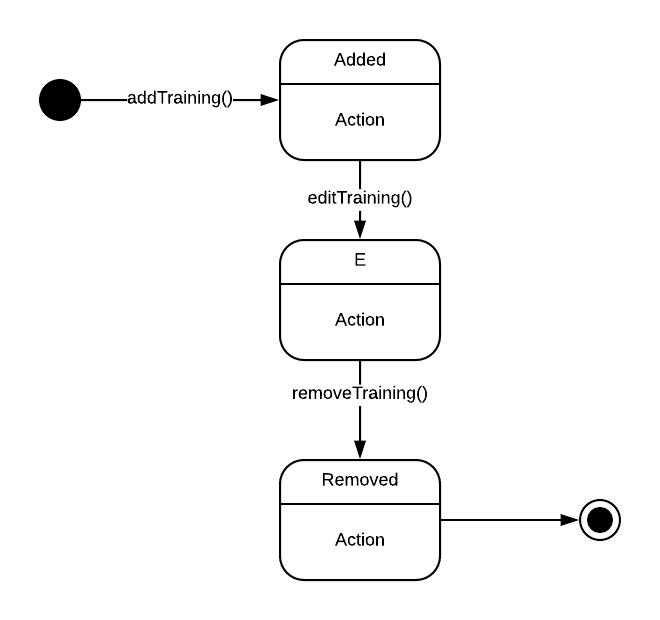 Added
addTraining()
Action
editTraining()
E
Action
removeTraining()
Removed
Action